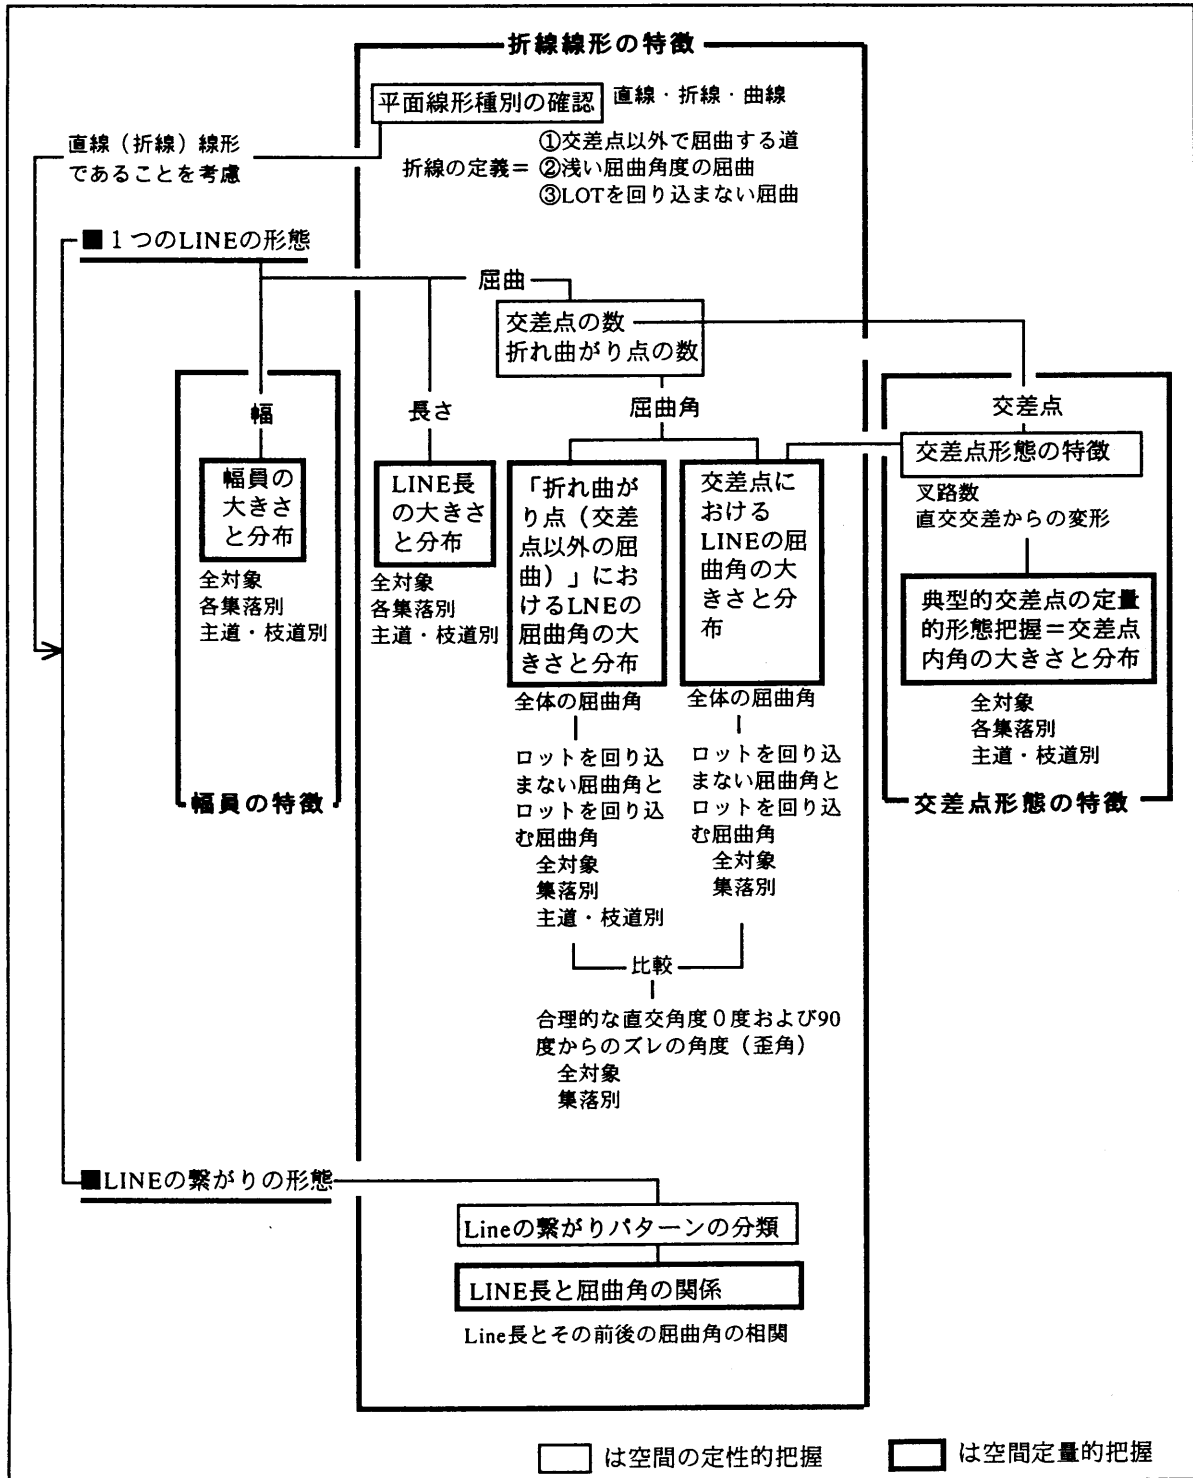 折線線形の特徴
平面線形種別の確認
直線・折線・曲線
直線（折線）線形
であることを考慮
折線の定義＝
①交差点以外で屈曲する道
②浅い屈曲角度の屈曲
③LOTを回り込まない屈曲
■１つのLINEの形態
屈曲
交差点の数
折れ曲がり点の数
幅
長さ
屈曲角
交差点
幅員の
大きさ
と分布
全対象
各集落別
主道・枝道別
幅員の特徴
LINE長
の大きさ
と分布
全対象
各集落別
主道・枝道別
「折れ曲が
り点（交差
点以外の屈
曲）」にお
けるLNEの
屈曲角の大
きさと分布
全体の屈曲角
ロットを回り込
まない屈曲角と
ロットを回り込
む屈曲角
全対象
集落別
主道・枝道別
交差点に
おける
LINEの屈
曲角の大
きさと分
布
全体の屈曲角
ロットを回り込
まない屈曲角と
ロットを回り込
む屈曲角
全対象
集落別
交差点形態の特徴
叉路数
直交交差からの変形
典型的交差点の定量
的形態把握＝交差点
内角の大きさと分布
全対象
各集落別
主道・枝道別
交差点形態の特徴
比較
合理的な直交角度０度および90
度からのズレの角度（歪角）
全対象
集落別
■LINEの繋がりの形態
Lineの繋がりパターンの分類
LINE長と屈曲角の関係
Line長とその前後の屈曲角の相関
は空間の定性的把握
は空間定量的把握